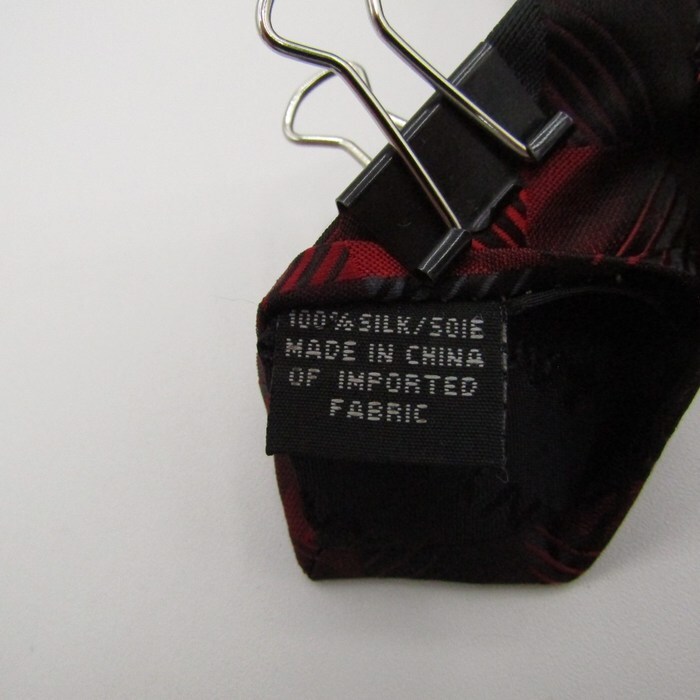 100% SILK/SOIE
MADE IN CHINA
OF IMPORTED
FABRIC